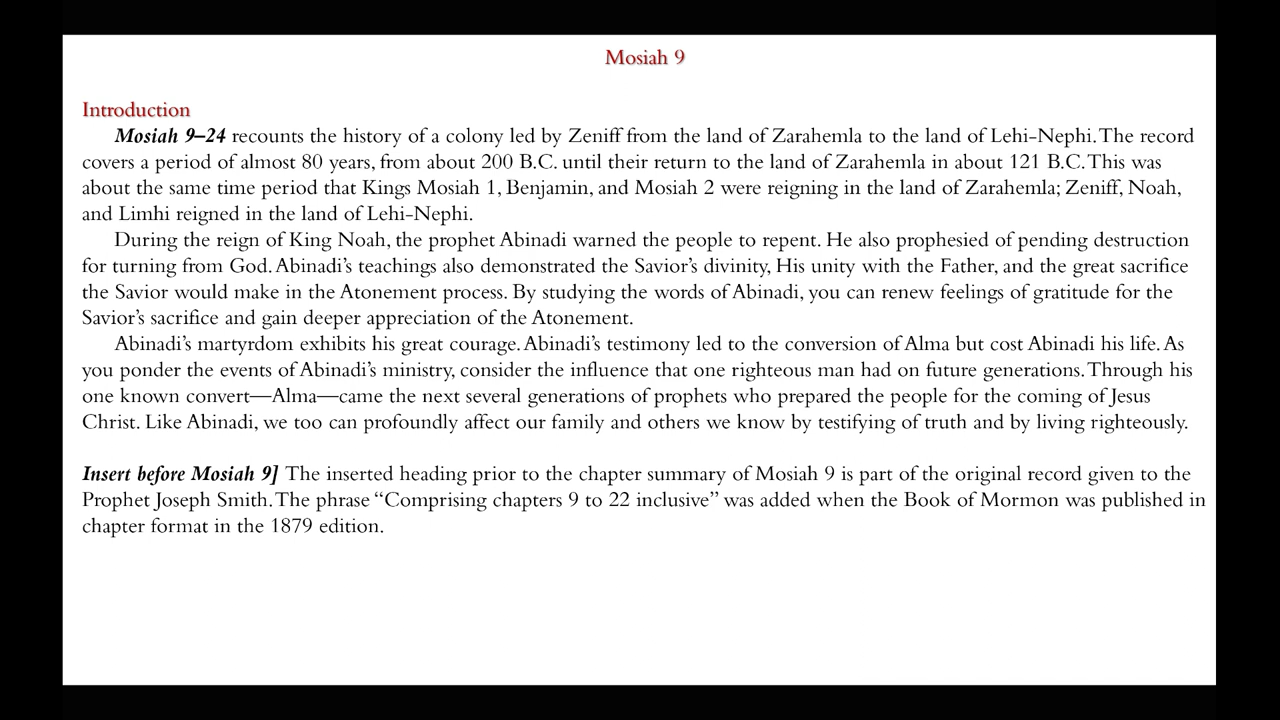 Mosiah 9
Introduction
Mosiah 9–24 recounts the history of a colony led by Zeniff from the land of Zarahemla to the land of Lehi-Nephi. The record
covers a period of almost 80 years, from about 200 B.C. until their return to the land of Zarahemla in about 121 B.C. This was
about the same time period that Kings Mosiah 1, Benjamin, and Mosiah 2 were reigning in the land of Zarahemla; Zeniff, Noah,
and Limhi reigned in the land of Lehi-Nephi.
During the reign of King Noah, the prophet Abinadi warned the people to repent. He also prophesied of pending destruction
for turning from God. Abinadi’s teachings also demonstrated the Savior’s divinity, His unity with the Father, and the great sacrifice
the Savior would make in the Atonement process. By studying the words of Abinadi, you can renew feelings of gratitude for the
Savior’s sacrifice and gain deeper appreciation of the Atonement.
Abinadi’s martyrdom exhibits his great courage. Abinadi’s testimony led to the conversion of Alma but cost Abinadi his life. As
you ponder the events of Abinadi’s ministry, consider the influence that one righteous man had on future generations. Through his
one known convert—Alma—came the next several generations of prophets who prepared the people for the coming of Jesus
Christ. Like Abinadi, we too can profoundly affect our family and others we know by testifying of truth and by living righteously.
Insert before Mosiah 9] The inserted heading prior to the chapter summary of Mosiah 9 is part of the original record given to the
Prophet Joseph Smith. The phrase “Comprising chapters 9 to 22 inclusive” was added when the Book of Mormon was published in
chapter format in the 1879 edition.